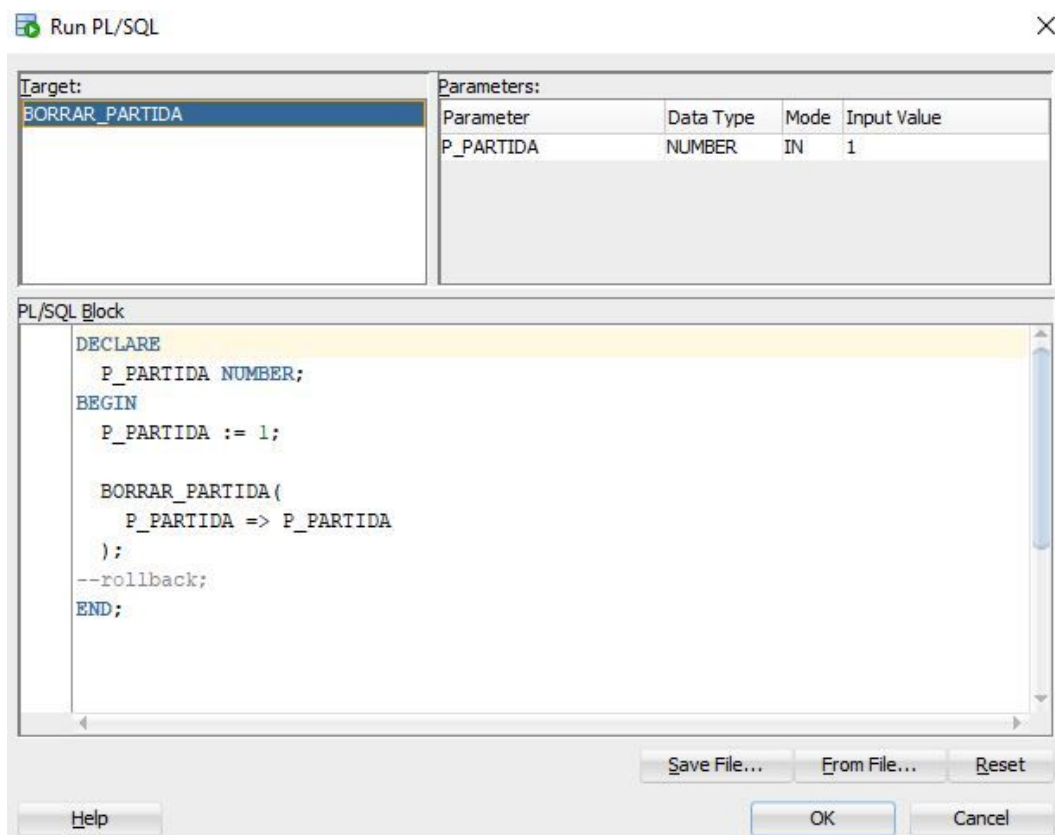 Run PL/SQL
Target:
BORRAR_PARTIDA
Parameters:
Parameter Data Type Mode Input Value
P_PARTIDA NUMBER IN 1
PL/SQL Block
DECLARE
P_PARTIDA NUMBER;
BEGIN
P_PARTIDA := 1;
BORRAR_PARTIDA(
P_PARTIDA => P_PARTIDA
);
--rollback;
END;
Save File... From File... Reset
Help OK Cancel